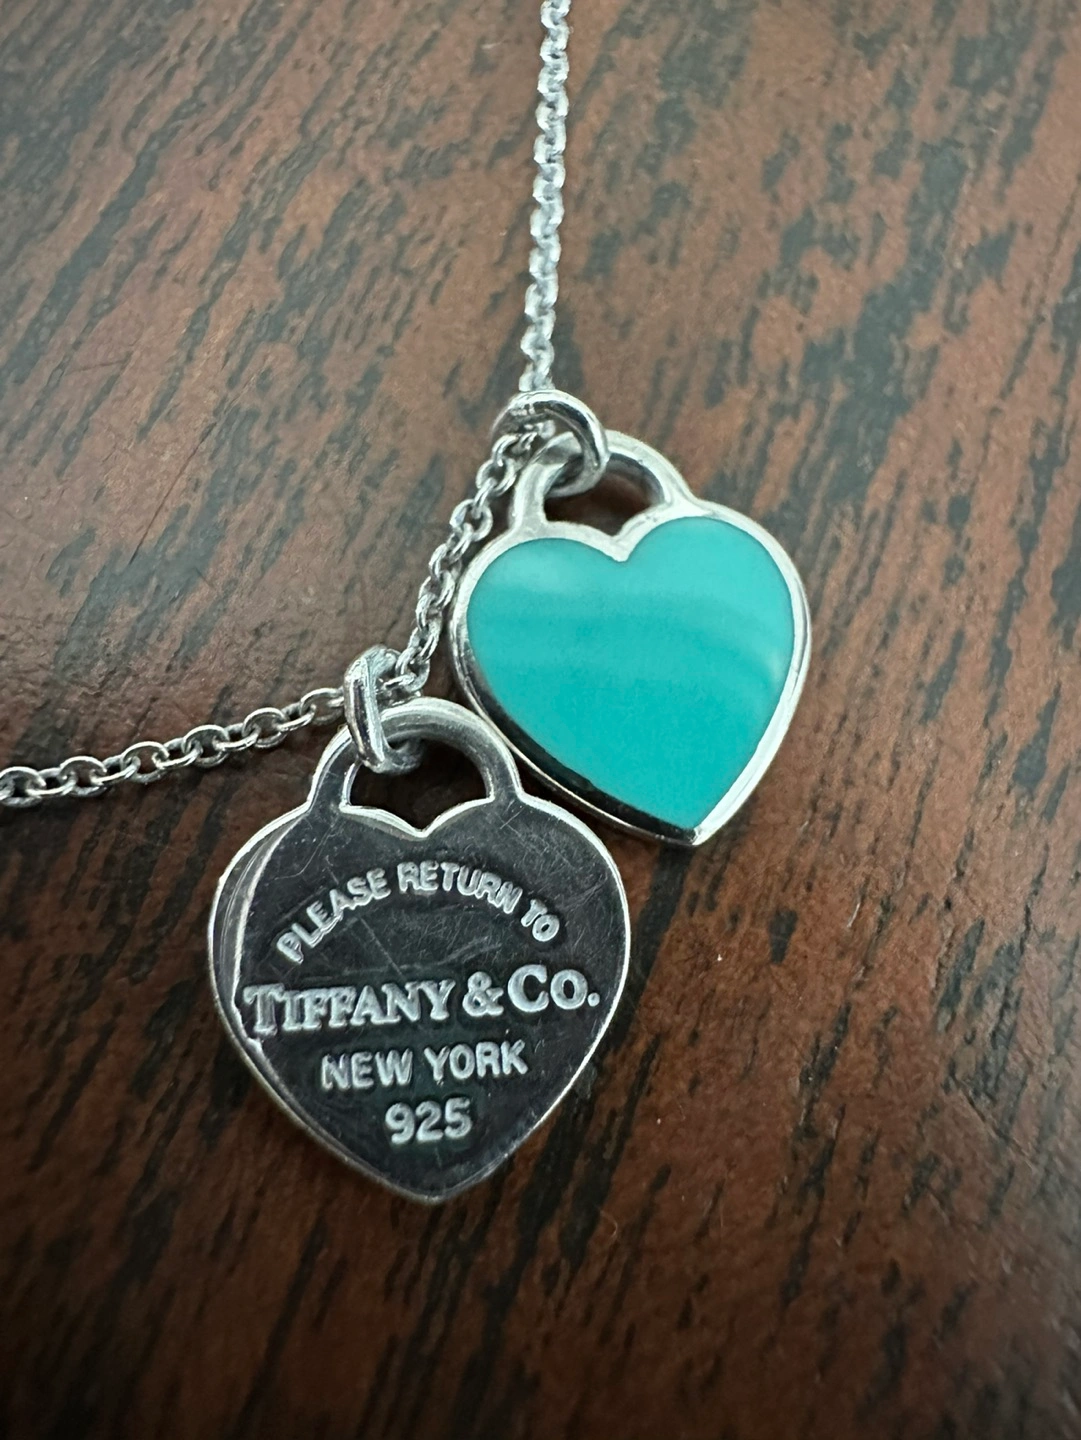 PLEASE RETURN TO
TIFFANY & CO.
NEW YORK
925